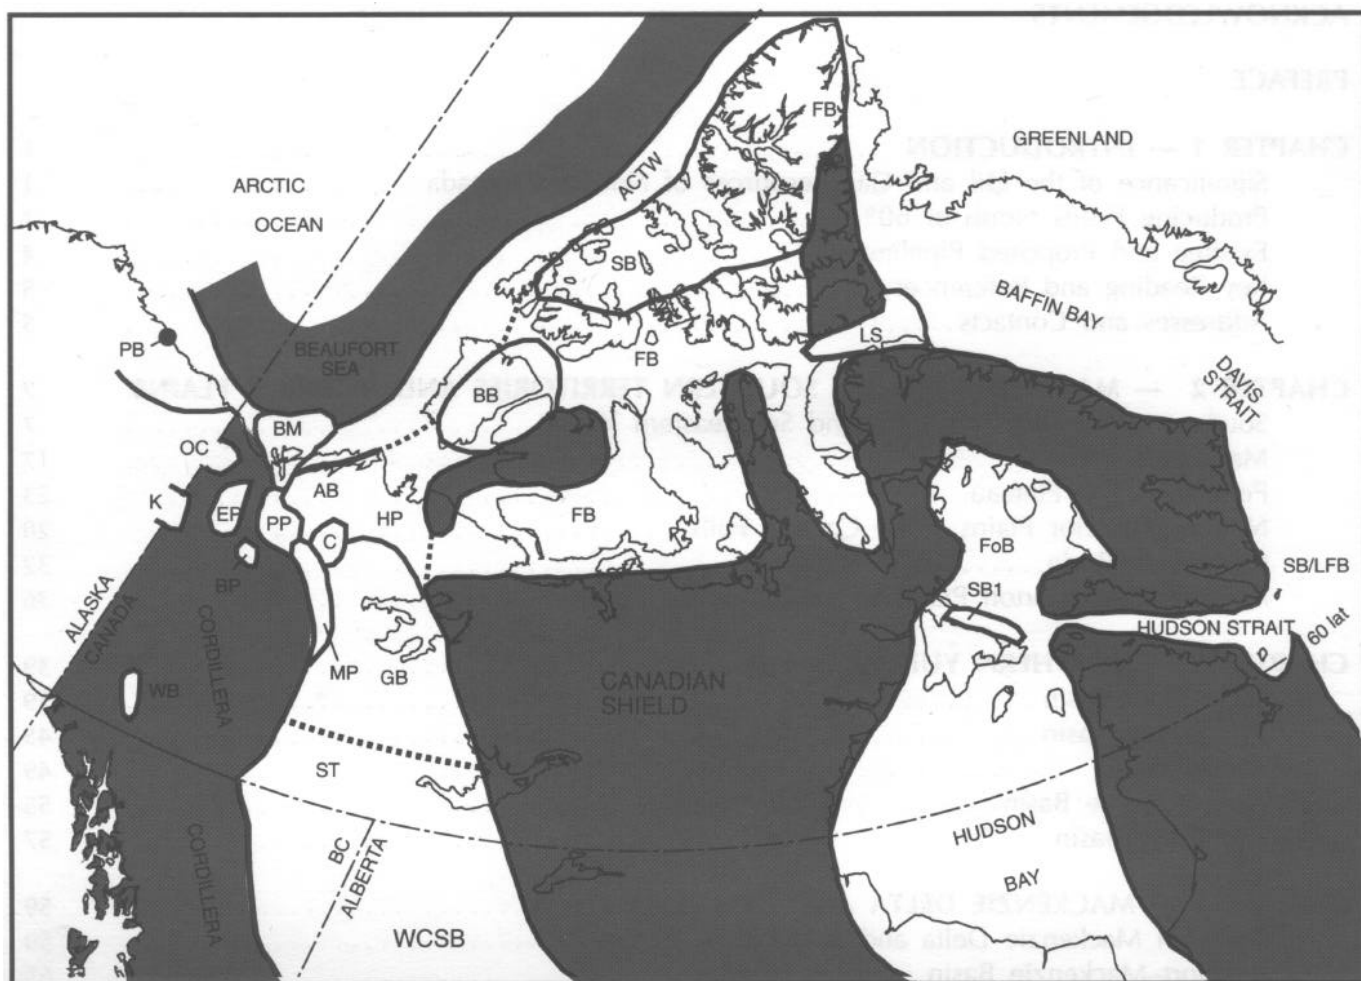 GREENLAND
FB
ARCTIC
OCEAN
ACTW
SB
BAFFIN BAY
PB
BEAUFORT
SEA
LS
FB
DAVIS
STRAIT
BB
BM
OC
AB
K
EP
PP
HP
FB
C
FoB
BP
SB1
SB/LFB
ALASKA
CANADA
CORDILLERA
HUDSON STRAIT
60 lat
MP
GB
WB
CANADIAN
SHIELD
ST
HUDSON
BAY
BC
ALBERTA
CORDILLERA
WCSB